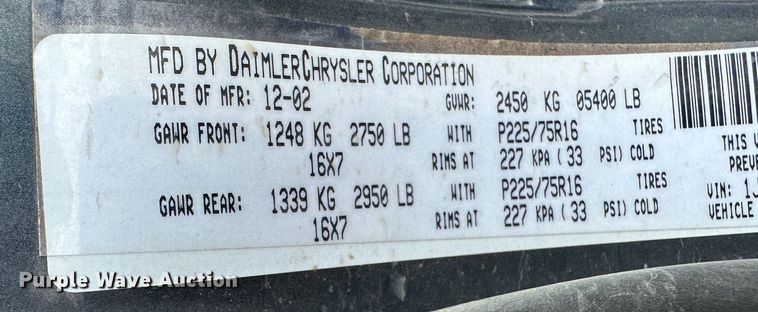 MFD BY DAIMLERCHRYSLER CORPORATION
DATE OF MFR: 12-02 GVWR: 2450 KG 05400 LB
GAWR FRONT: 1248 KG 2750 LB WITH P225/75R16 TIRES
16X7 RIMS AT 227 KPA ( 33 PSI) COLD
GAWR REAR: 1339 KG 2950 LB WITH P225/75R16 TIRES
16X7 RIMS AT 227 KPA ( 33 PSI) COLD
THIS
VIN:
VEHICLE
Purple Wave Auction